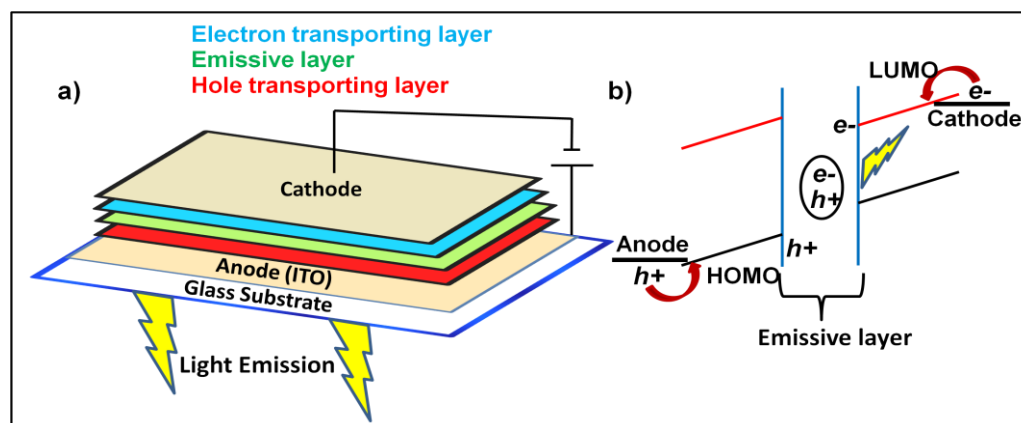 Electron transporting layer
Emissive layer
Hole transporting layer
a)
Cathode
Anode (ITO)
Glass Substrate
Light Emission
b)
LUMO
e-
Cathode
e-
e-
h+
Anode
h+
HOMO
h+
Emissive layer